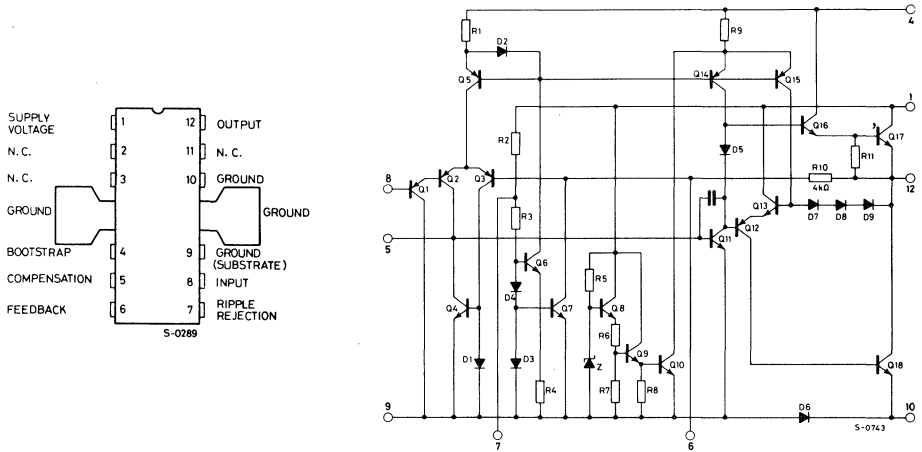 SUPPLY
VOLTAGE
1
12
OUTPUT
N.C.
2
11
N.C.
N.C.
3
10
GROUND
GROUND
GROUND
BOOTSTRAP
4
9
GROUND
(SUBSTRATE)
COMPENSATION
5
8
INPUT
FEEDBACK
6
7
RIPPLE
REJECTION
S-0289
4
R1
D2
R9
Q5
Q14
Q15
1
R2
Q16
Q17
D5
R11
8
Q1
Q2
Q3
R10
4kΩ
12
R3
Q13
D7
D8
D9
5
Q11
Q12
Q6
D4
R5
Q4
Q7
Q8
R6
Q9
Q10
Q18
D1
D3
R4
Z
R7
R8
9
D6
10
S-0743
7
6